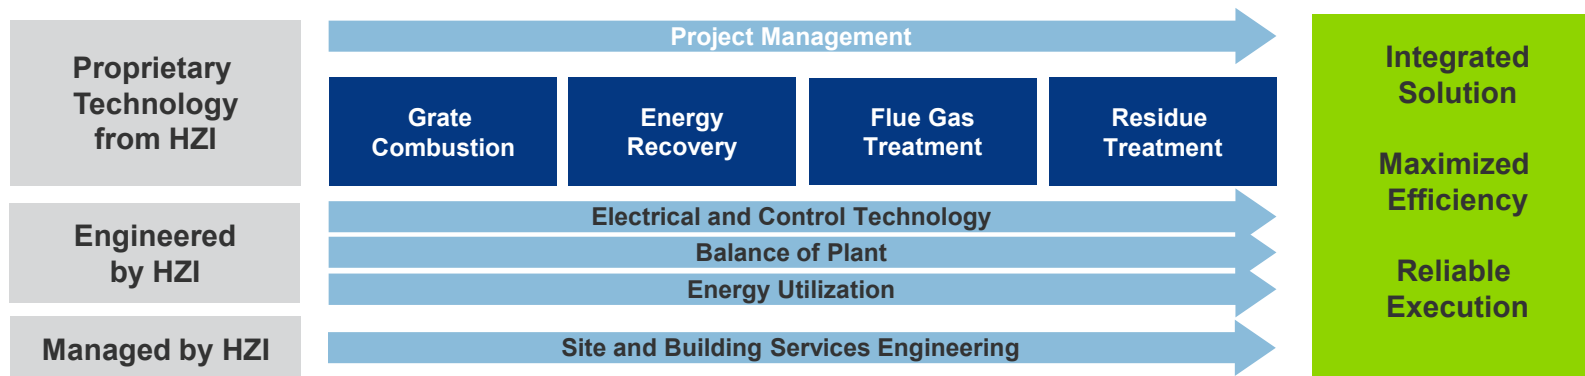 Proprietary
Technology
from HZI
Project Management
Grate
Combustion
Energy
Recovery
Flue Gas
Treatment
Residue
Treatment
Engineered
by HZI
Electrical and Control Technology
Balance of Plant
Energy Utilization
Managed by HZI
Site and Building Services Engineering
Integrated
Solution
Maximized
Efficiency
Reliable
Execution